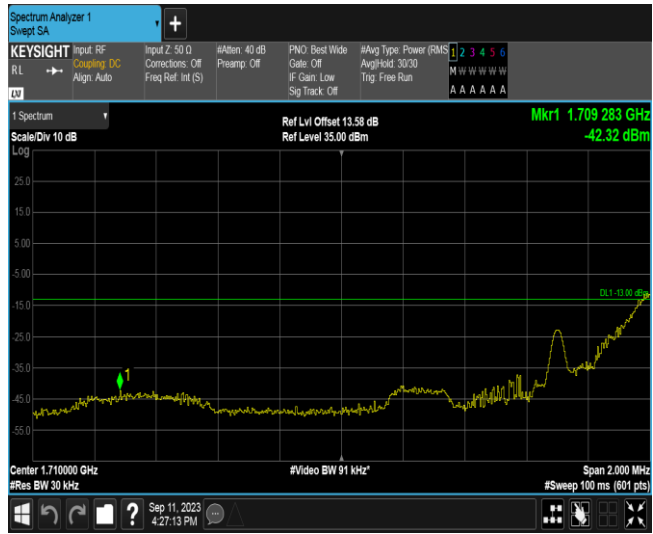 Spectrum Analyzer 1
Swept SA
+
KEYSIGHT
RL
LXI
Input: RF
Coupling: DC
Align: Auto
Input Z: 50 Ω
Corrections: Off
Freq Ref: Int (S)
#Atten: 40 dB
Preamp: Off
PNO: Best Wide
Gate: Off
IF Gain: Low
Sig Track: Off
#Avg Type: Power (RMS
Avg|Hold: 30/30
Trig: Free Run
1 2 3 4 5 6
M W W W W W
A A A A A A
1 Spectrum
Scale/Div 10 dB
Ref Lvl Offset 13.58 dB
Ref Level 35.00 dBm
Mkr1 1.709 283 GHz
-42.32 dBm
Log
25.0
15.0
5.00
-5.00
DL1 -13.00 dBm
-15.0
-25.0
-35.0
1
-45.0
-55.0
Center 1.710000 GHz
#Video BW 91 kHz*
Span 2.000 MHz
#Res BW 30 kHz
#Sweep 100 ms (601 pts)
?
Sep 11, 2023
4:27:13 PM